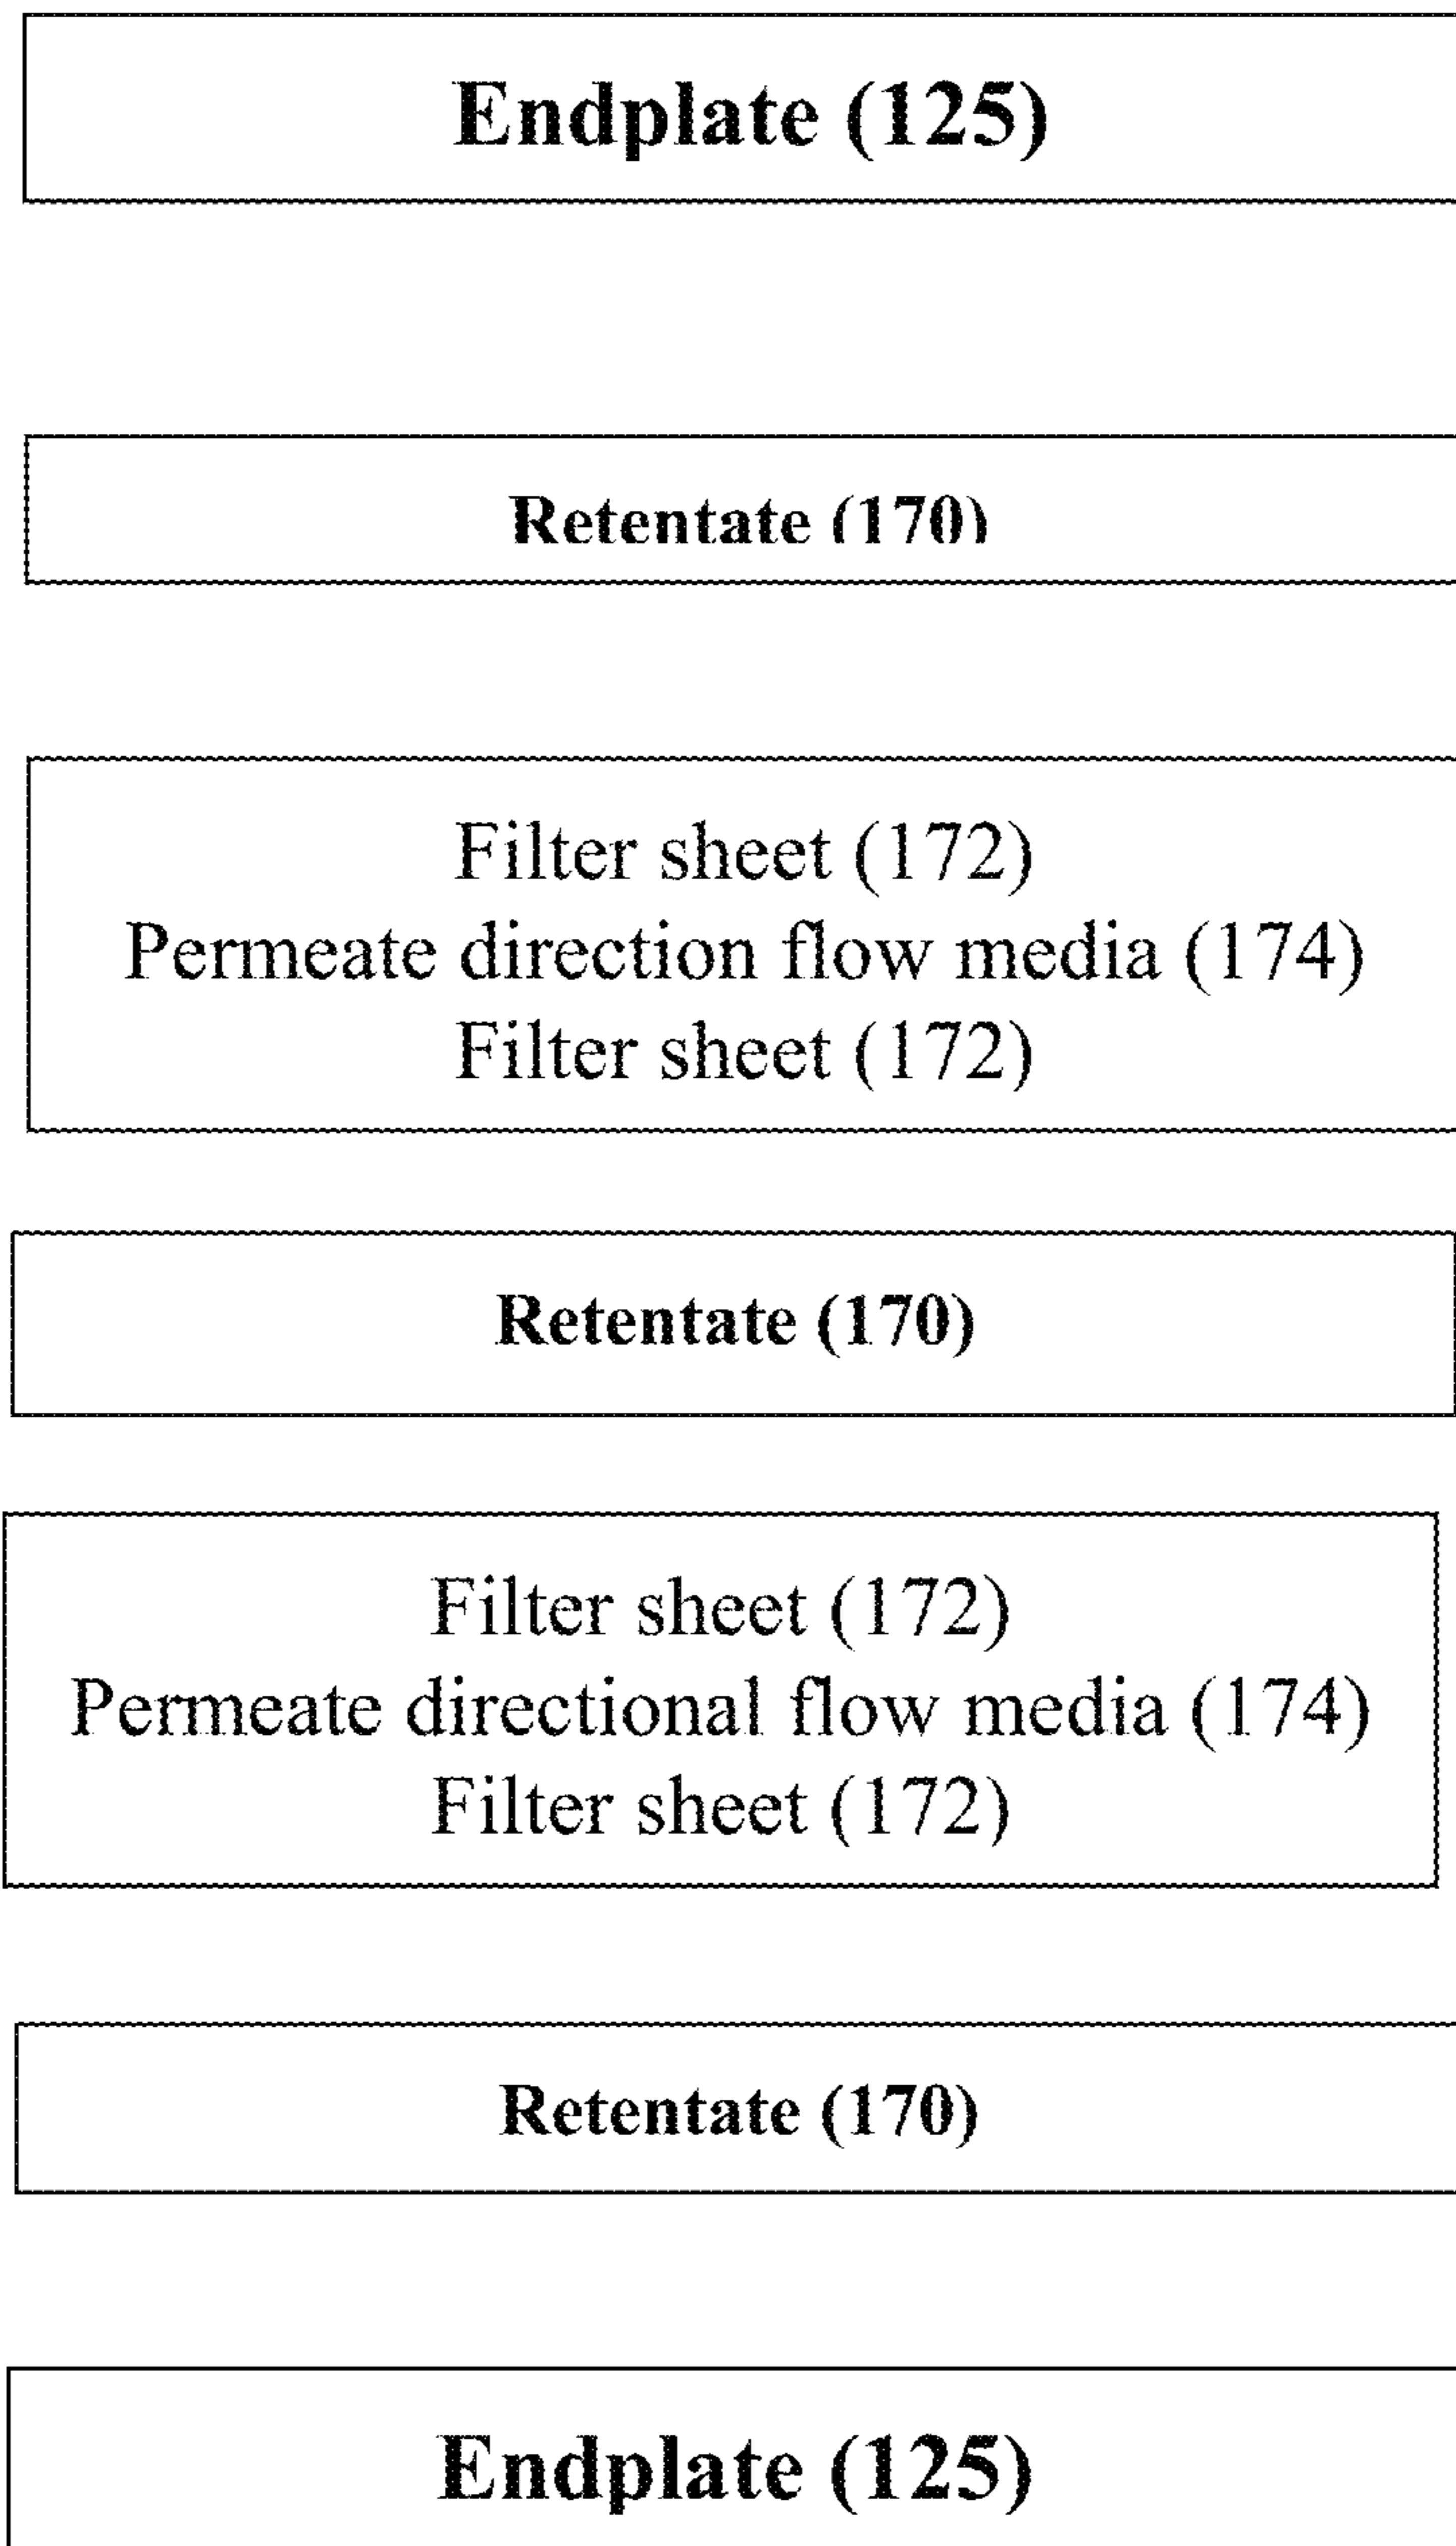 Endplate (125)
Retentate (170)
Filter sheet (172)
Permeate direction flow media (174)
Filter sheet (172)
Retentate (170)
Filter sheet (172)
Permeate directional flow media (174)
Filter sheet (172)
Retentate (170)
Endplate (125)